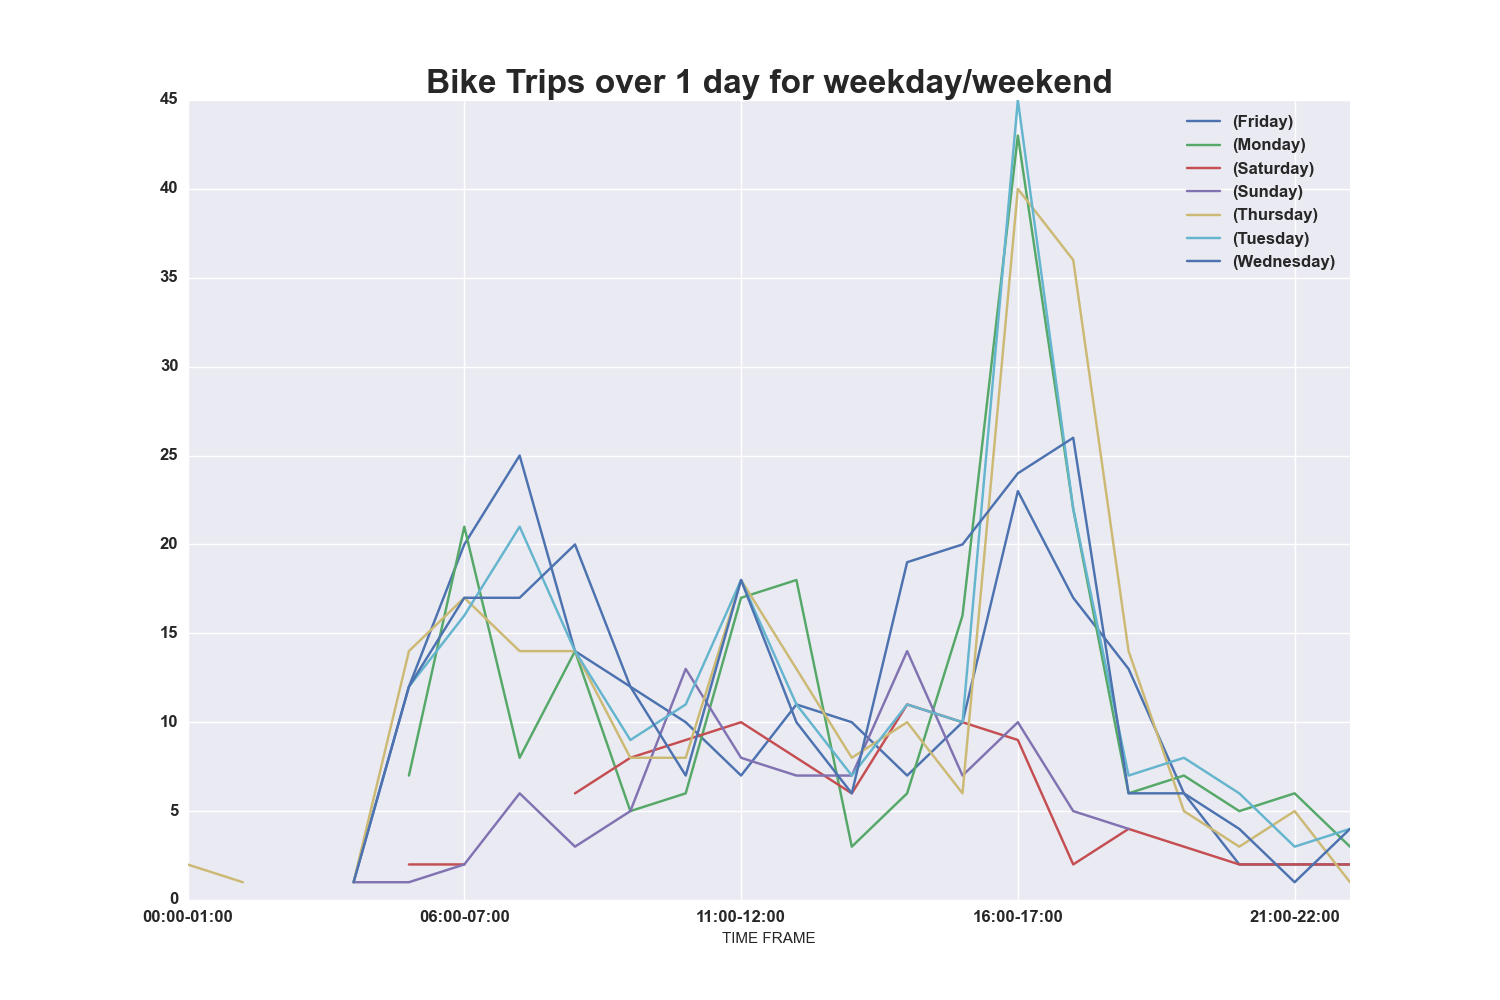 Bike Trips over 1 day for weekday/weekend
45
40
35
30
25
20
15
10
5
0
(Friday)
(Monday)
(Saturday)
(Sunday)
(Thursday)
(Tuesday)
(Wednesday)
00:00-01:00 06:00-07:00 11:00-12:00 16:00-17:00 21:00-22:00
TIME FRAME